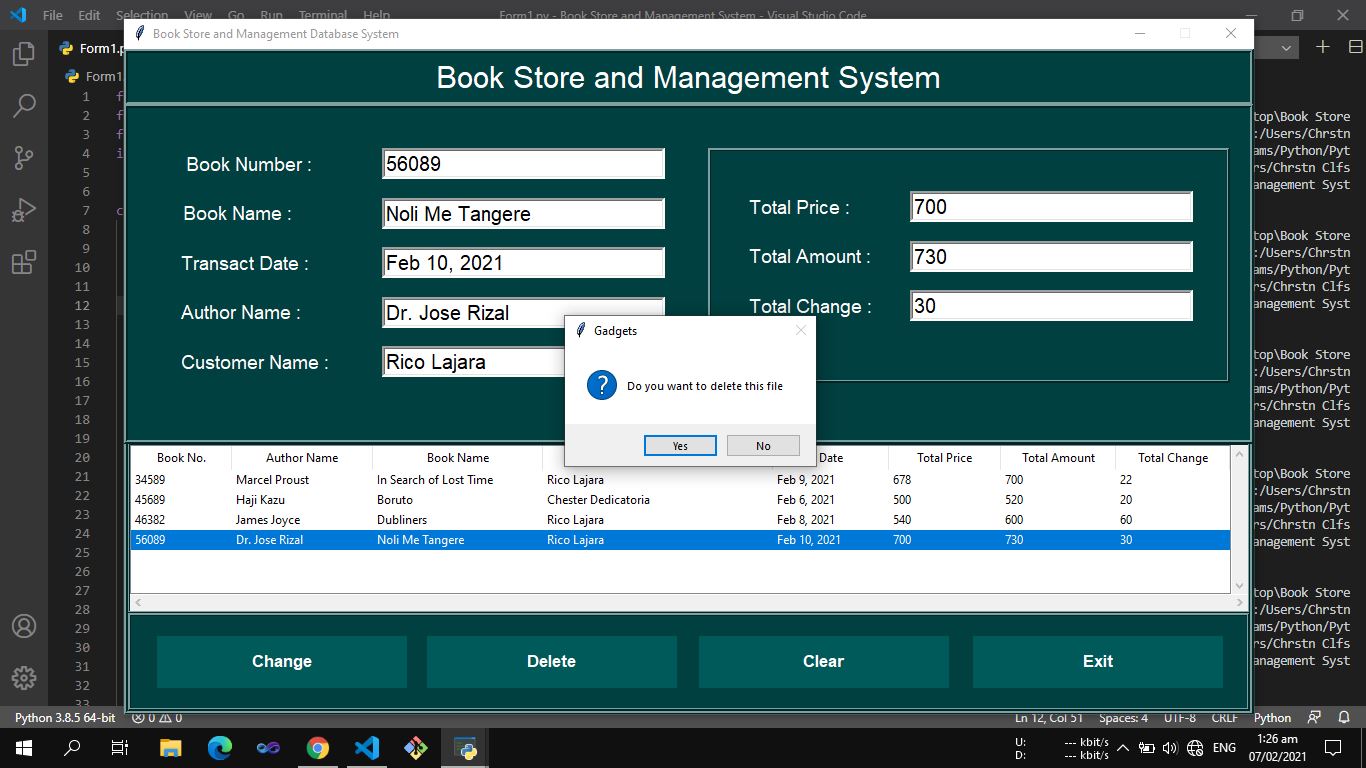 File Edit Selection View Go Run Terminal Help Form1.py - Book Store and Management System - Visual Studio Code
Book Store and Management Database System
Form1.p
Form1.
Book Store and Management System
1 f
2 f
3 f
4 i
5
6
7 c
8
9
10
11
12
13
14
15
16
17
18
19
20
21
22
23
24
25
26
27
28
29
30
31
32
33
Book Number : 56089
Book Name : Noli Me Tangere
Transact Date : Feb 10, 2021
Author Name : Dr. Jose Rizal
Customer Name : Rico Lajara
Total Price : 700
Total Amount : 730
Total Change : 30
Gadgets
Do you want to delete this file
Yes No
Book No. Author Name Book Name Date Total Price Total Amount Total Change
34589 Marcel Proust In Search of Lost Time Rico Lajara Feb 9, 2021 678 700 22
45689 Haji Kazu Boruto Chester Dedicatoria Feb 6, 2021 500 520 20
46382 James Joyce Dubliners Rico Lajara Feb 8, 2021 540 600 60
56089 Dr. Jose Rizal Noli Me Tangere Rico Lajara Feb 10, 2021 700 730 30
Change Delete Clear Exit
top\Book Store
:/Users/Chrstn
ams/Python/Pyt
rs/Chrstn Clfs
anagement Syst
top\Book Store
:/Users/Chrstn
ams/Python/Pyt
rs/Chrstn Clfs
anagement Syst
top\Book Store
:/Users/Chrstn
ams/Python/Pyt
rs/Chrstn Clfs
anagement Syst
top\Book Store
:/Users/Chrstn
ams/Python/Pyt
rs/Chrstn Clfs
anagement Syst
top\Book Store
:/Users/Chrstn
ams/Python/Pyt
rs/Chrstn Clfs
anagement Syst
Python 3.8.5 64-bit 0 0 Ln 12, Col 51 Spaces: 4 UTF-8 CRLF Python
U: --- kbit/s
D: --- kbit/s
ENG
1:26 am
07/02/2021